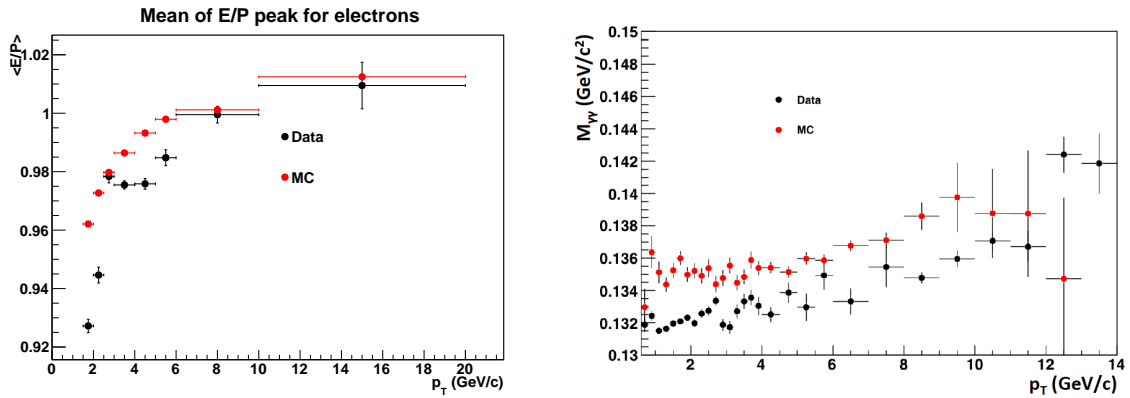 Mean of E/P peak for electrons
<E/P>
1.02
1
0.98
0.96
0.94
0.92
0 2 4 6 8 10 12 14 16 18 20
p_T (GeV/c)
Data
MC
M_γγ (GeV/c²)
0.15
0.148
0.146
0.144
0.142
0.14
0.138
0.136
0.134
0.132
0.13
2 4 6 8 10 12 14
p_T (GeV/c)
Data
MC